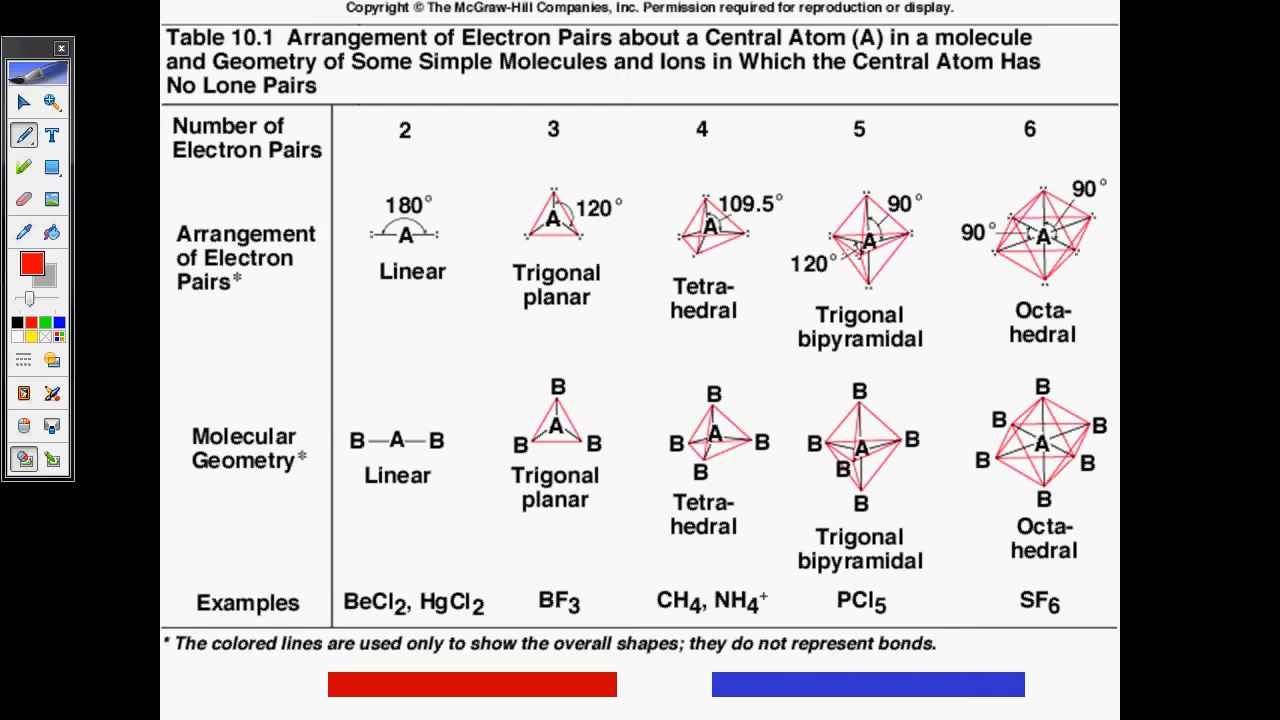 Copyright © The McGraw-Hill Companies, Inc. Permission required for reproduction or display.
Table 10.1 Arrangement of Electron Pairs about a Central Atom (A) in a molecule
and Geometry of Some Simple Molecules and Ions in Which the Central Atom Has
No Lone Pairs
Number of
Electron Pairs
2 3 4 5 6
Arrangement
of Electron
Pairs*
180°
A
Linear
120°
A
Trigonal
planar
109.5°
A
Tetra-
hedral
90°
A
120°
Trigonal
bipyramidal
90°
90°
A
Octa-
hedral
Molecular
Geometry*
B A B
Linear
B
A
B B
Trigonal
planar
B
A
B B
B
Tetra-
hedral
B
B A B
B
B
Trigonal
bipyramidal
B
B B
A
B B
B
Octa-
hedral
Examples
BeCl2, HgCl2 BF3 CH4, NH4+ PCl5 SF6
* The colored lines are used only to show the overall shapes; they do not represent bonds.
x
T